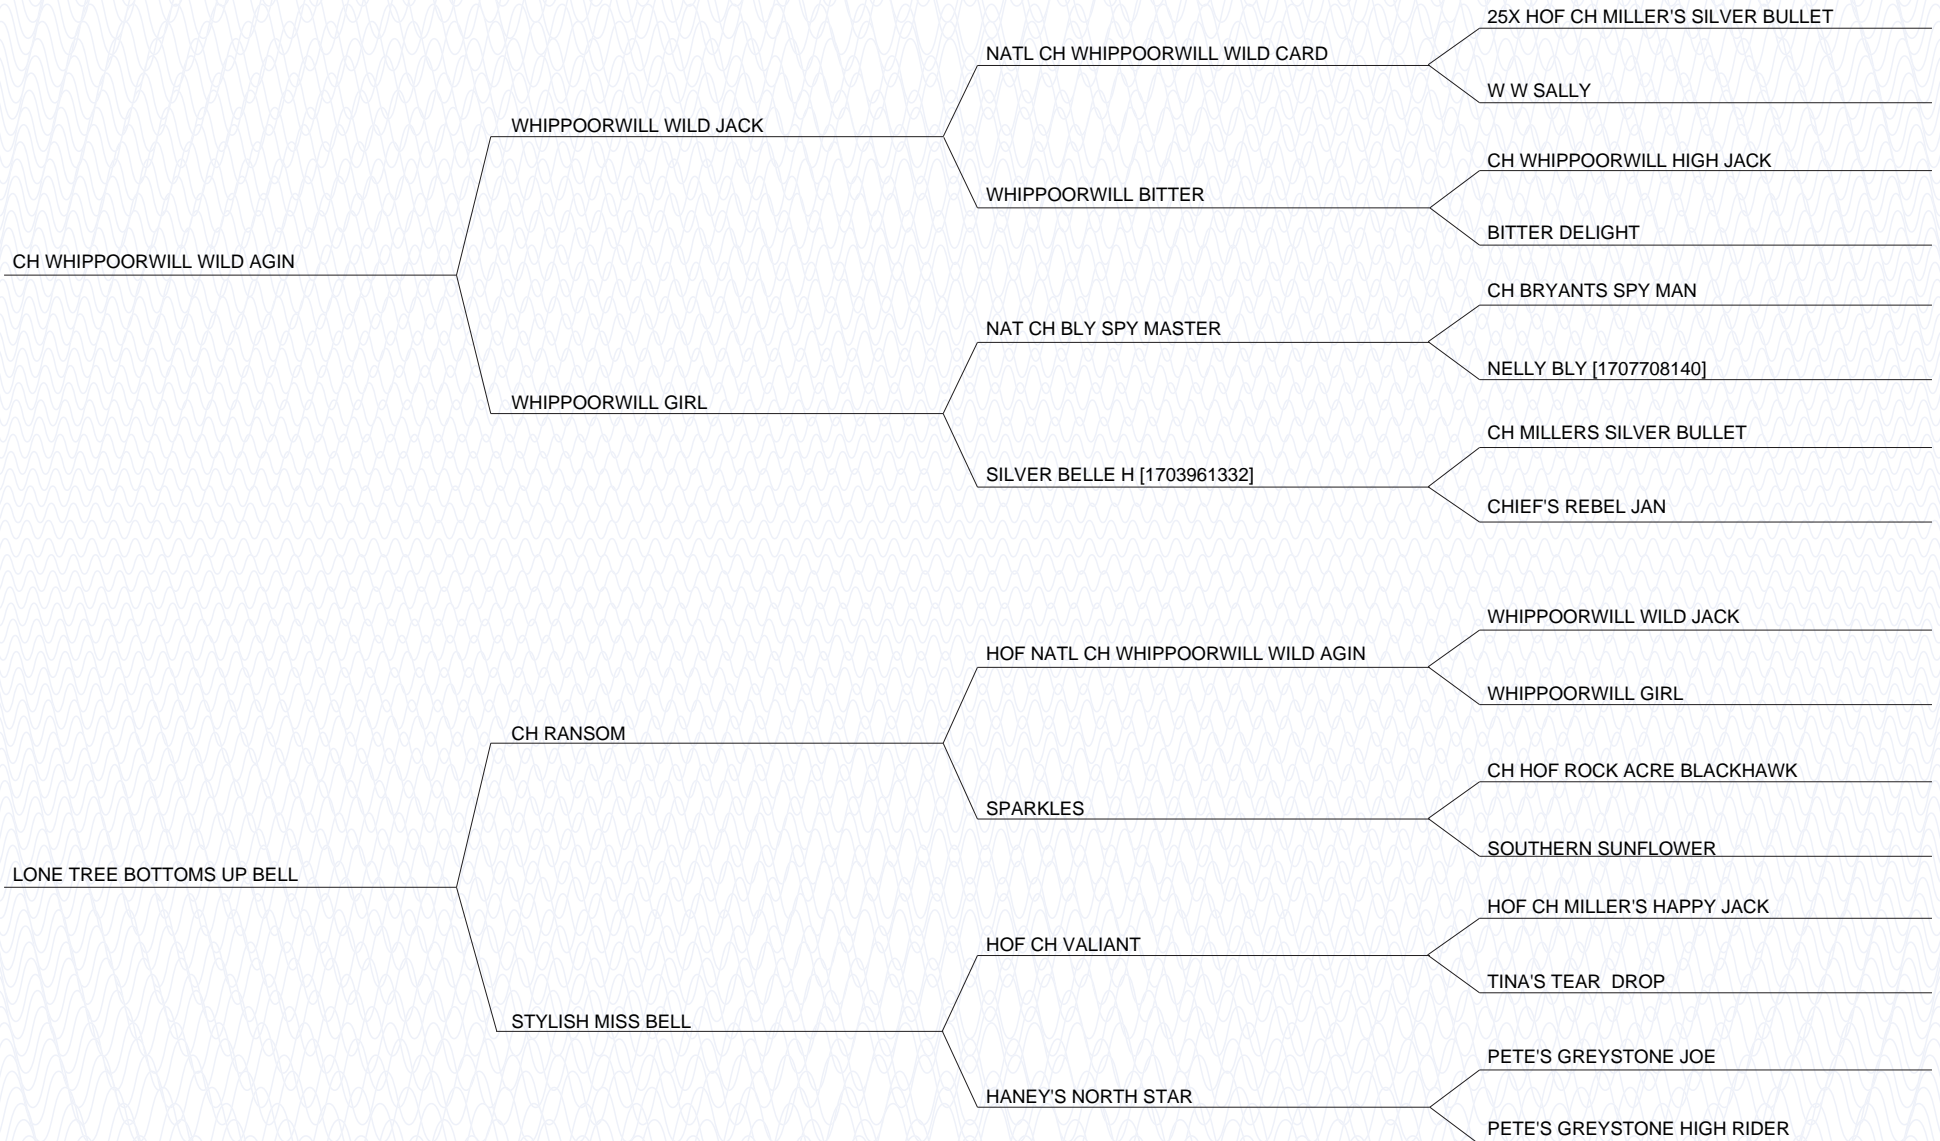 25X HOF CH MILLER'S SILVER BULLET
NATL CH WHIPPOORWILL WILD CARD
W W SALLY
WHIPPOORWILL WILD JACK
CH WHIPPOORWILL HIGH JACK
WHIPPOORWILL BITTER
BITTER DELIGHT
CH WHIPPOORWILL WILD AGIN
CH BRYANTS SPY MAN
NAT CH BLY SPY MASTER
NELLY BLY [1707708140]
WHIPPOORWILL GIRL
CH MILLERS SILVER BULLET
SILVER BELLE H [1703961332]
CHIEF'S REBEL JAN
WHIPPOORWILL WILD JACK
HOF NATL CH WHIPPOORWILL WILD AGIN
WHIPPOORWILL GIRL
CH RANSOM
CH HOF ROCK ACRE BLACKHAWK
SPARKLES
SOUTHERN SUNFLOWER
LONE TREE BOTTOMS UP BELL
HOF CH MILLER'S HAPPY JACK
HOF CH VALIANT
TINA'S TEAR  DROP
STYLISH MISS BELL
PETE'S GREYSTONE JOE
HANEY'S NORTH STAR
PETE'S GREYSTONE HIGH RIDER